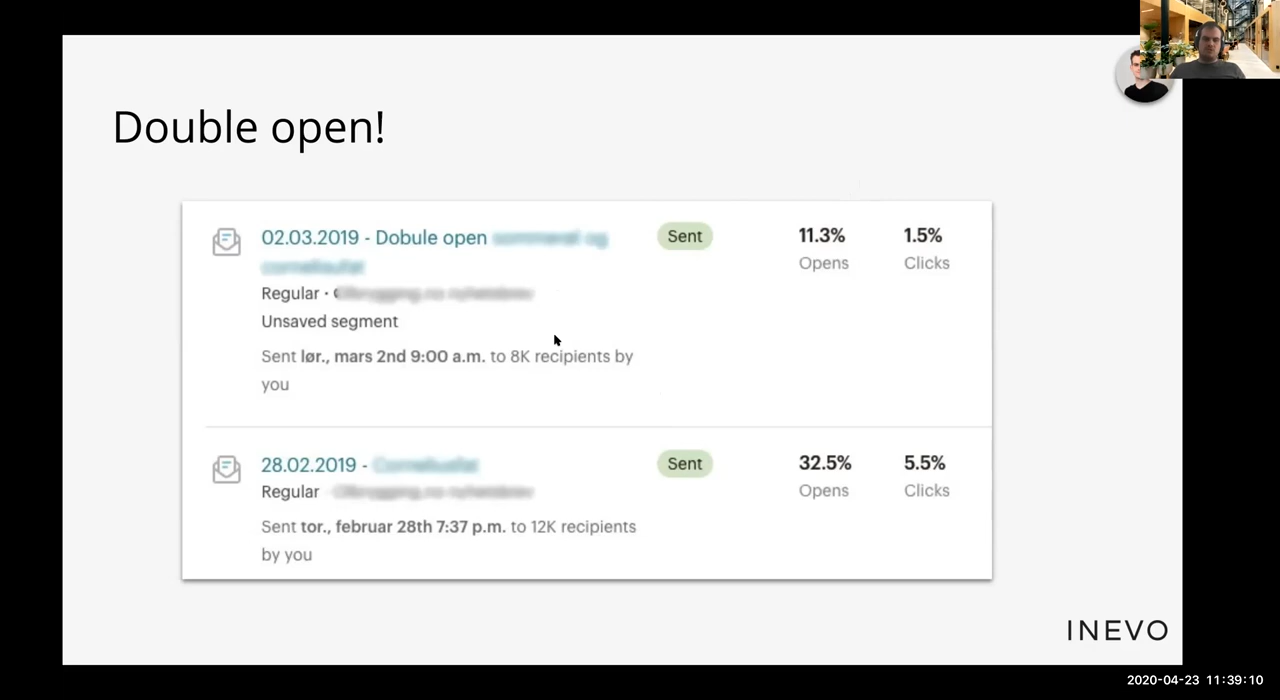 Double open!
02.03.2019 - Dobule open
Sent
11.3%
1.5%
Opens
Clicks
Regular ·
Unsaved segment
Sent lør., mars 2nd 9:00 a.m. to 8K recipients by
you
28.02.2019 -
Sent
32.5%
5.5%
Opens
Clicks
Regular
Sent tor., februar 28th 7:37 p.m. to 12K recipients
by you
INEVO
2020-04-23 11:39:10